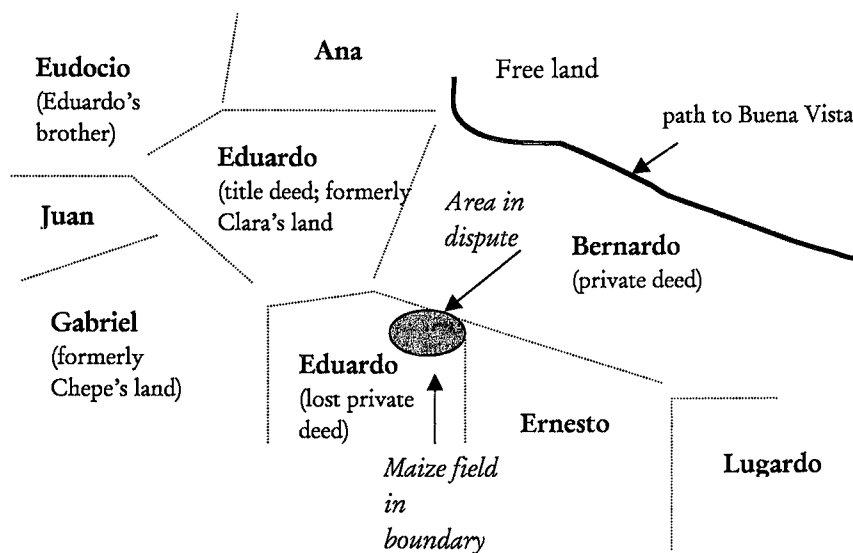 Ana
Eudocio
(Eduardo's
brother)
Free land
path to Buena Vista
Eduardo
(title deed; formerly
Clara's land
Juan
Area in
dispute
Bernardo
(private deed)
Gabriel
(formerly
Chepe's land)
Eduardo
(lost private
deed)
Ernesto
Lugardo
Maize field
in
boundary